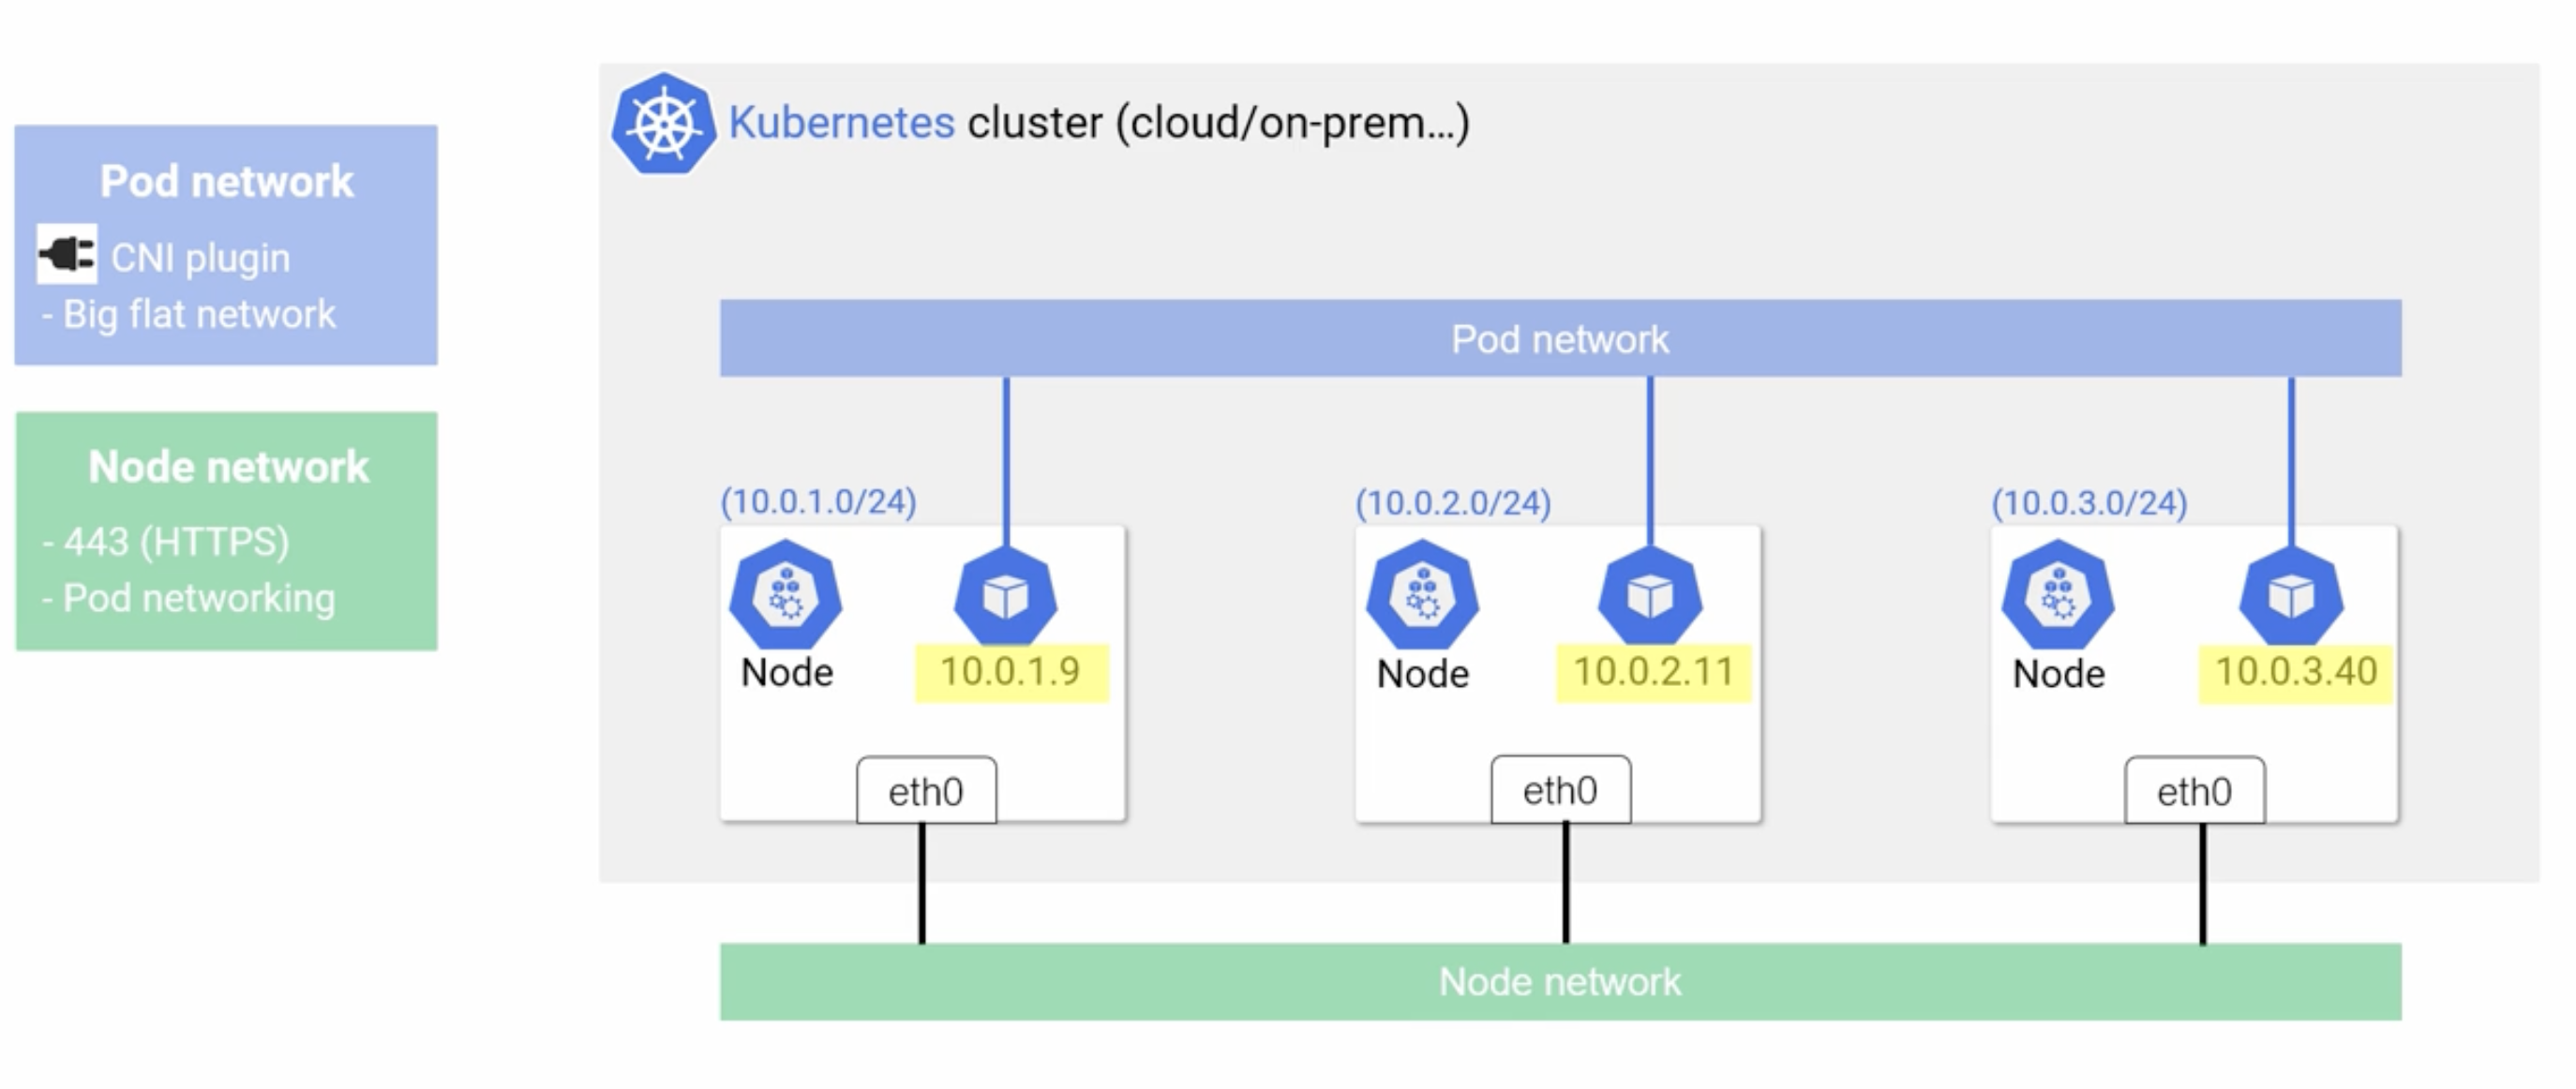 Kubernetes cluster (cloud/on-prem...)
Pod network
CNI plugin
- Big flat network
Node network
- 443 (HTTPS)
- Pod networking
Pod network
(10.0.1.0/24)
(10.0.2.0/24)
(10.0.3.0/24)
Node
10.0.1.9
Node
10.0.2.11
Node
10.0.3.40
eth0
eth0
eth0
Node network